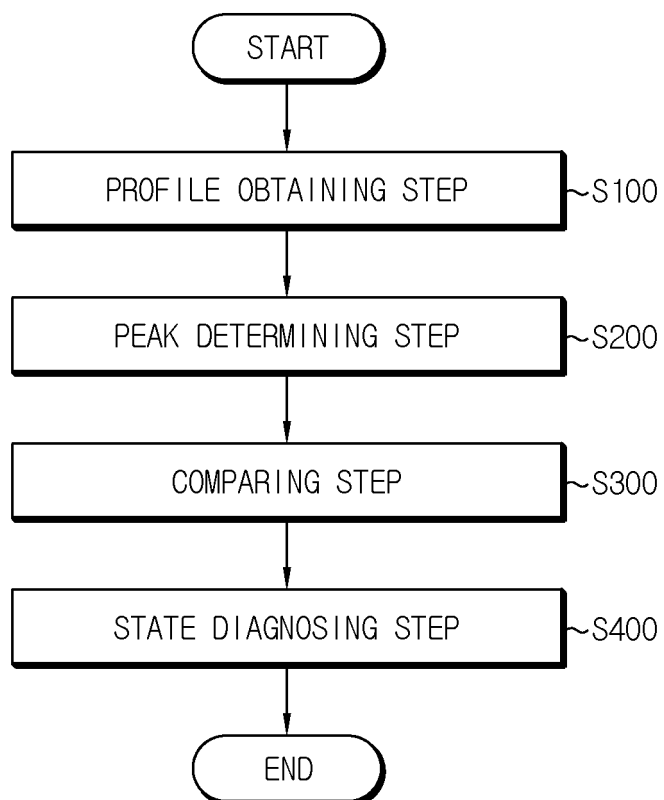 START
PROFILE OBTAINING STEP
~S100
PEAK DETERMINING STEP
~S200
COMPARING STEP
~S300
STATE DIAGNOSING STEP
~S400
END